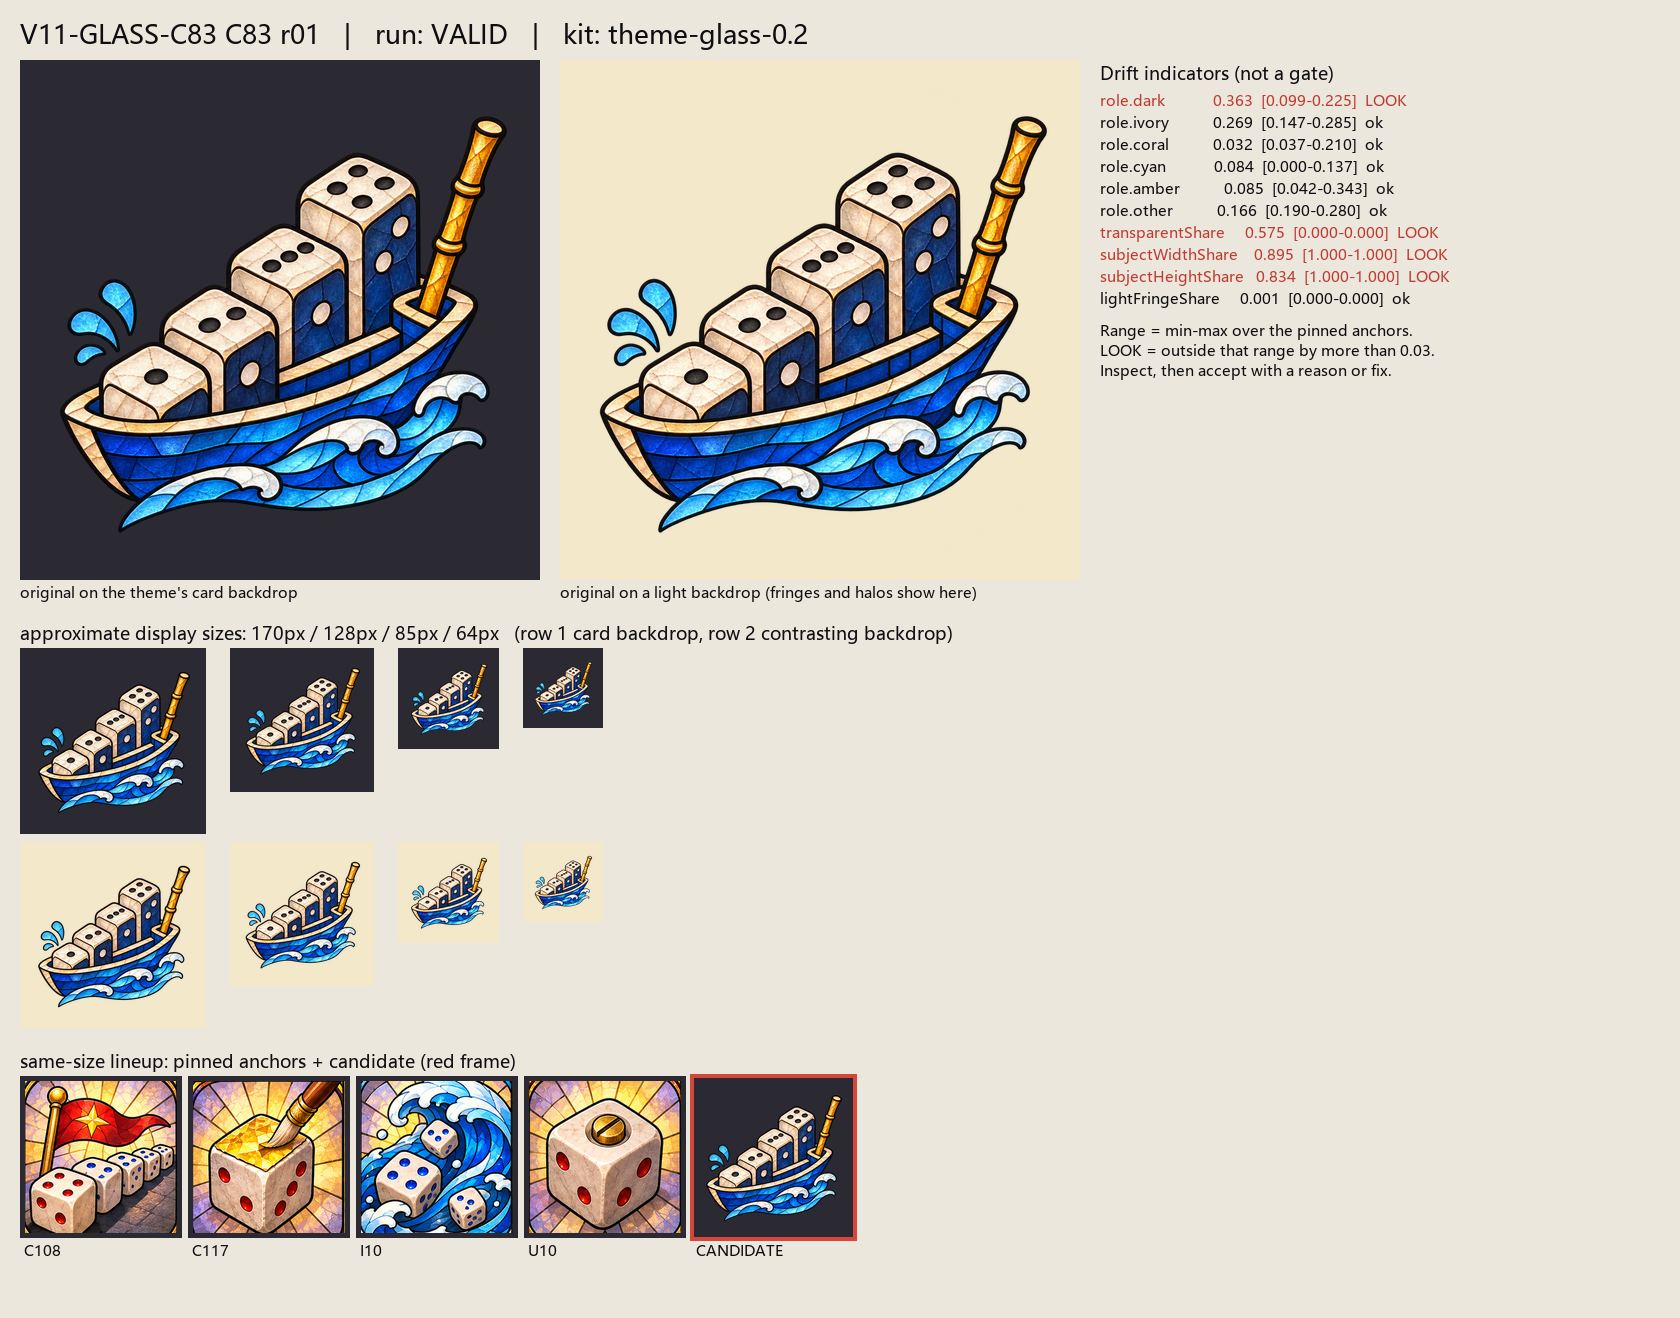 V11-GLASS-C83 C83 r01 | run: VALID | kit: theme-glass-0.2
Drift indicators (not a gate)
role.dark 0.363 [0.099-0.225] LOOK
role.ivory 0.269 [0.147-0.285] ok
role.coral 0.032 [0.037-0.210] ok
role.cyan 0.084 [0.000-0.137] ok
role.amber 0.085 [0.042-0.343] ok
role.other 0.166 [0.190-0.280] ok
transparentShare 0.575 [0.000-0.000] LOOK
subjectWidthShare 0.895 [1.000-1.000] LOOK
subjectHeightShare 0.834 [1.000-1.000] LOOK
lightFringeShare 0.001 [0.000-0.000] ok
Range = min-max over the pinned anchors.
LOOK = outside that range by more than 0.03.
Inspect, then accept with a reason or fix.
original on the theme's card backdrop
original on a light backdrop (fringes and halos show here)
approximate display sizes: 170px / 128px / 85px / 64px (row 1 card backdrop, row 2 contrasting backdrop)
same-size lineup: pinned anchors + candidate (red frame)
C108
C117
I10
U10
CANDIDATE